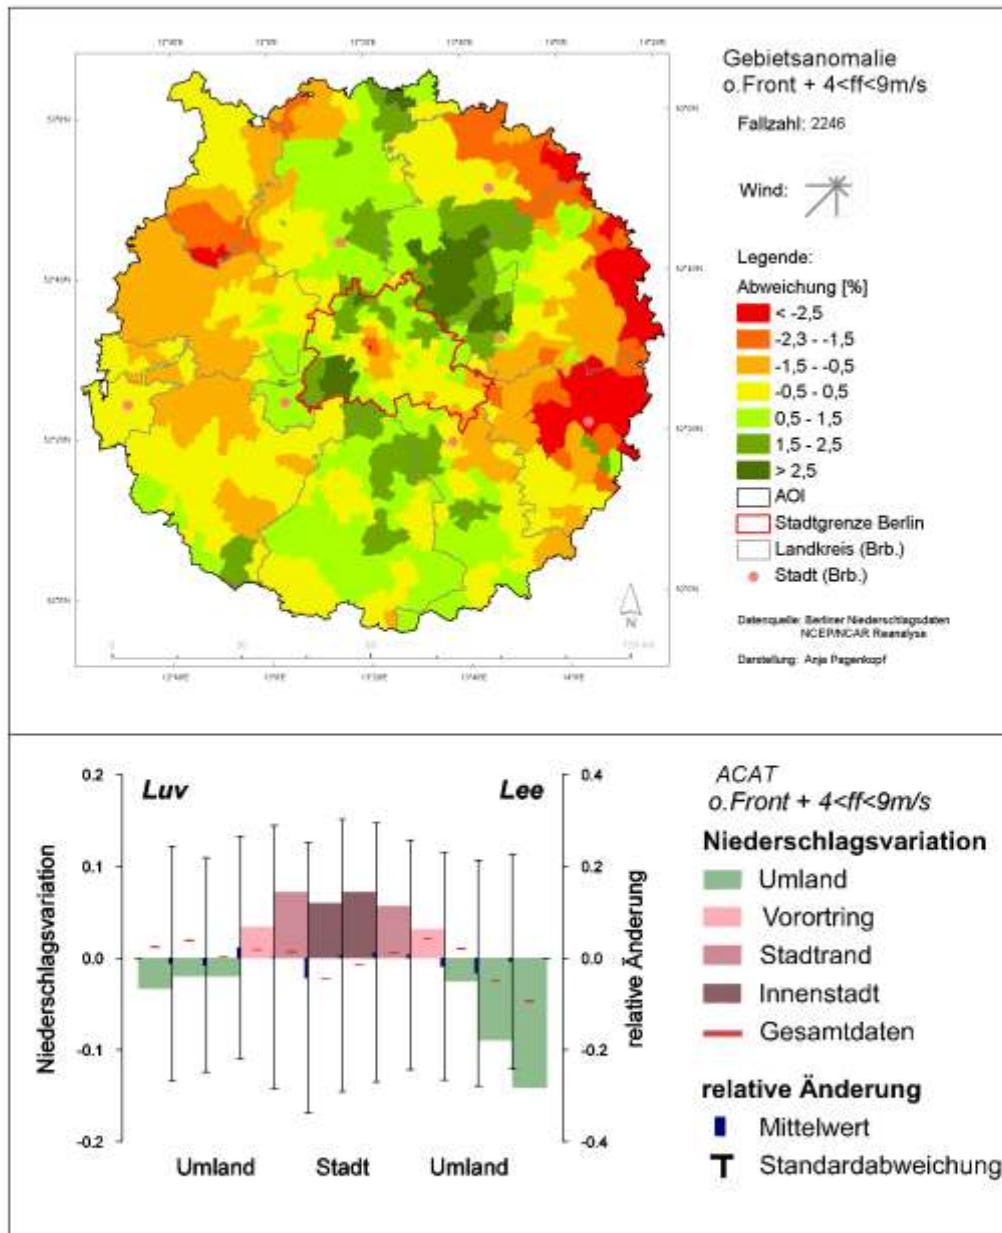 Gebietsanomalie
o.Front + 4<ff<9m/s
Fallzahl: 2246
Wind:
Legende:
Abweichung [%]
< -2,5
-2,3 - -1,5
-1,5 - -0,5
-0,5 - 0,5
0,5 - 1,5
1,5 - 2,5
> 2,5
AOI
Stadtgrenze Berlin
Landkreis (Brb.)
Stadt (Brb.)
N
Datenquelle: Berliner Niederschlagsdaten
NCEP/NCAR Reanalyse
Darstellung: Anja Pagenkopf
Luv
Lee
0.2
0.1
0.0
-0.1
-0.2
Niederschlagsvariation
0.4
0.2
0.0
-0.2
-0.4
relative Änderung
Umland Stadt Umland
ACAT
o.Front + 4<ff<9m/s
Niederschlagsvariation
Umland
Vorortring
Stadtrand
Innenstadt
Gesamtdaten
relative Änderung
Mittelwert
Standardabweichung